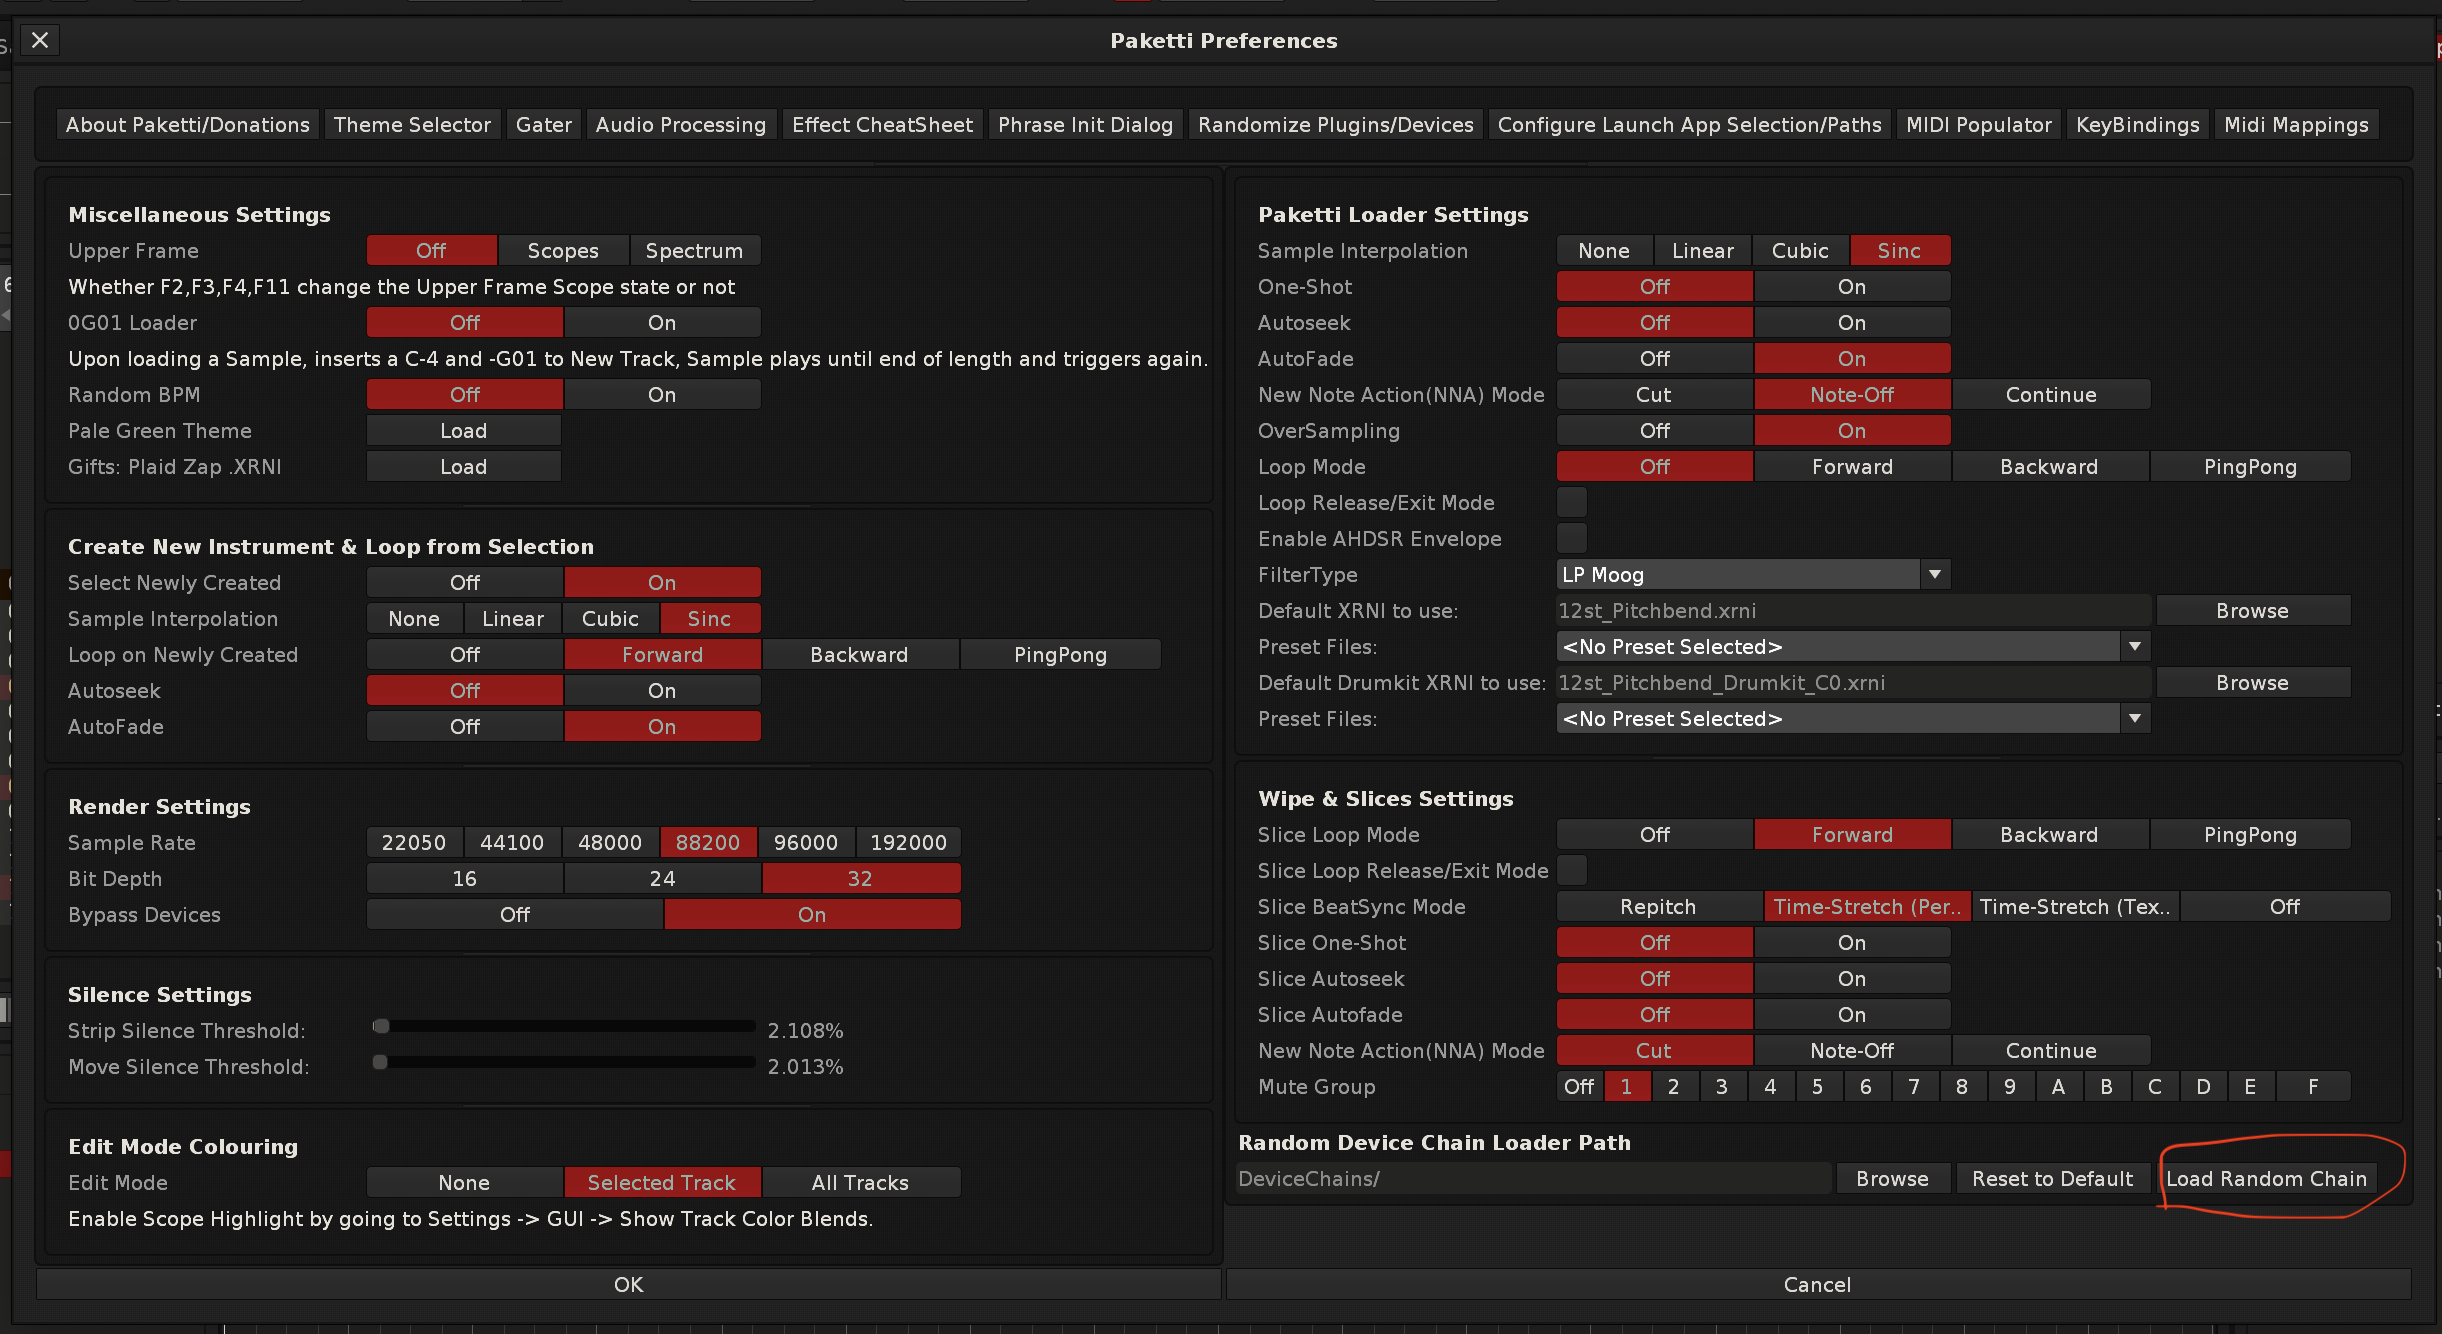 Paketti Preferences
About Paketti/Donations Theme Selector Gater Audio Processing Effect CheatSheet Phrase Init Dialog Randomize Plugins/Devices Configure Launch App Selection/Paths MIDI Populator KeyBindings Midi Mappings
Miscellaneous Settings
Upper Frame Off Scopes Spectrum
Whether F2,F3,F4,F11 change the Upper Frame Scope state or not
0G01 Loader Off On
Upon loading a Sample, inserts a C-4 and -G01 to New Track, Sample plays until end of length and triggers again.
Random BPM Off On
Pale Green Theme Load
Gifts: Plaid Zap .XRNI Load
Create New Instrument & Loop from Selection
Select Newly Created Off On
Sample Interpolation None Linear Cubic Sinc
Loop on Newly Created Off Forward Backward PingPong
Autoseek Off On
AutoFade Off On
Render Settings
Sample Rate 22050 44100 48000 88200 96000 192000
Bit Depth 16 24 32
Bypass Devices Off On
Silence Settings
Strip Silence Threshold: 2.108%
Move Silence Threshold: 2.013%
Edit Mode Colouring
Edit Mode None Selected Track All Tracks
Enable Scope Highlight by going to Settings -> GUI -> Show Track Color Blends.
Paketti Loader Settings
Sample Interpolation None Linear Cubic Sinc
One-Shot Off On
Autoseek Off On
AutoFade Off On
New Note Action(NNA) Mode Cut Note-Off Continue
OverSampling Off On
Loop Mode Off Forward Backward PingPong
Loop Release/Exit Mode
Enable AHDSR Envelope
FilterType LP Moog
Default XRNI to use: 12st_Pitchbend.xrni Browse
Preset Files: <No Preset Selected>
Default Drumkit XRNI to use: 12st_Pitchbend_Drumkit_C0.xrni Browse
Preset Files: <No Preset Selected>
Wipe & Slices Settings
Slice Loop Mode Off Forward Backward PingPong
Slice Loop Release/Exit Mode
Slice BeatSync Mode Repitch Time-Stretch (Per.. Time-Stretch (Tex.. Off
Slice One-Shot Off On
Slice Autoseek Off On
Slice Autofade Off On
New Note Action(NNA) Mode Cut Note-Off Continue
Mute Group Off 1 2 3 4 5 6 7 8 9 A B C D E F
Random Device Chain Loader Path
DeviceChains/ Browse Reset to Default Load Random Chain
OK Cancel